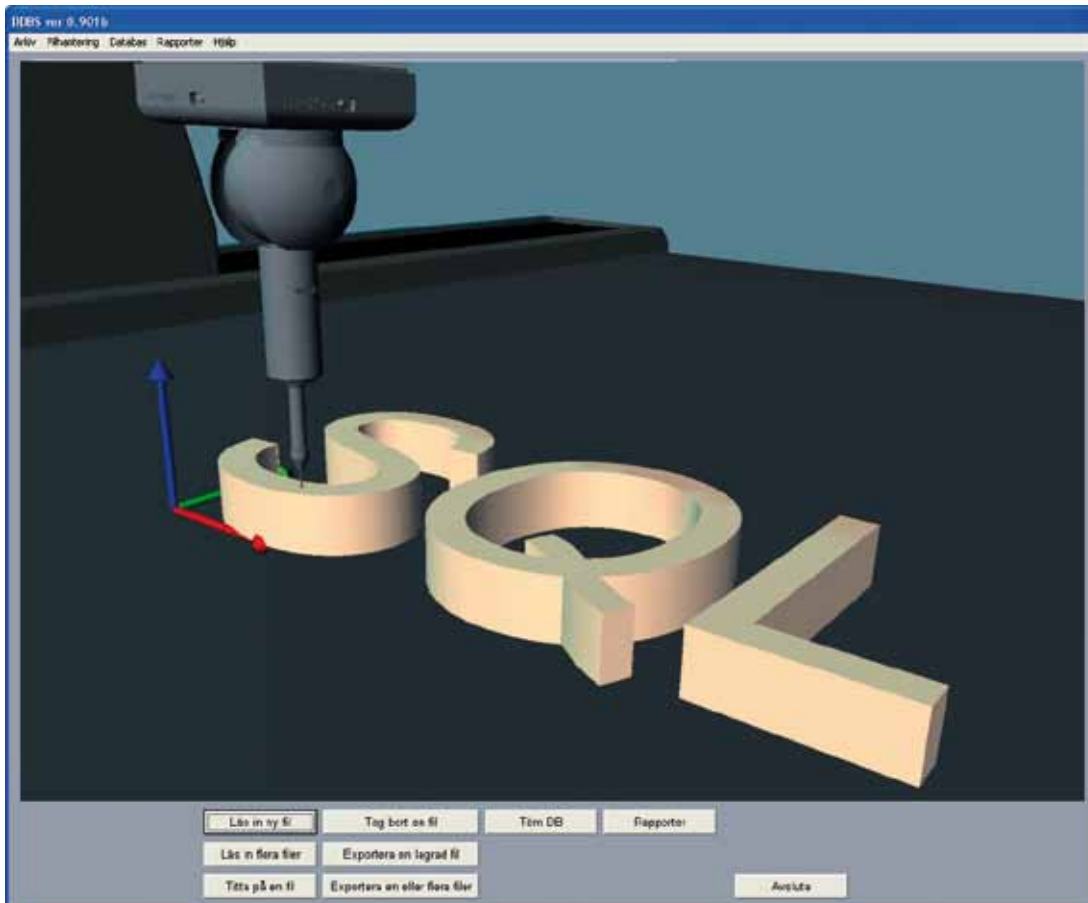 DDBS ver 0.901b
Arkiv Filhantering Databas Rapporter Hjälp
SQL
Läs in ny fil Tag bort en fil Töm DB Rapporter
Läs in flera filer Exportera en lagrad fil
Titta på en fil Exportera en eller flera filer Avsluta